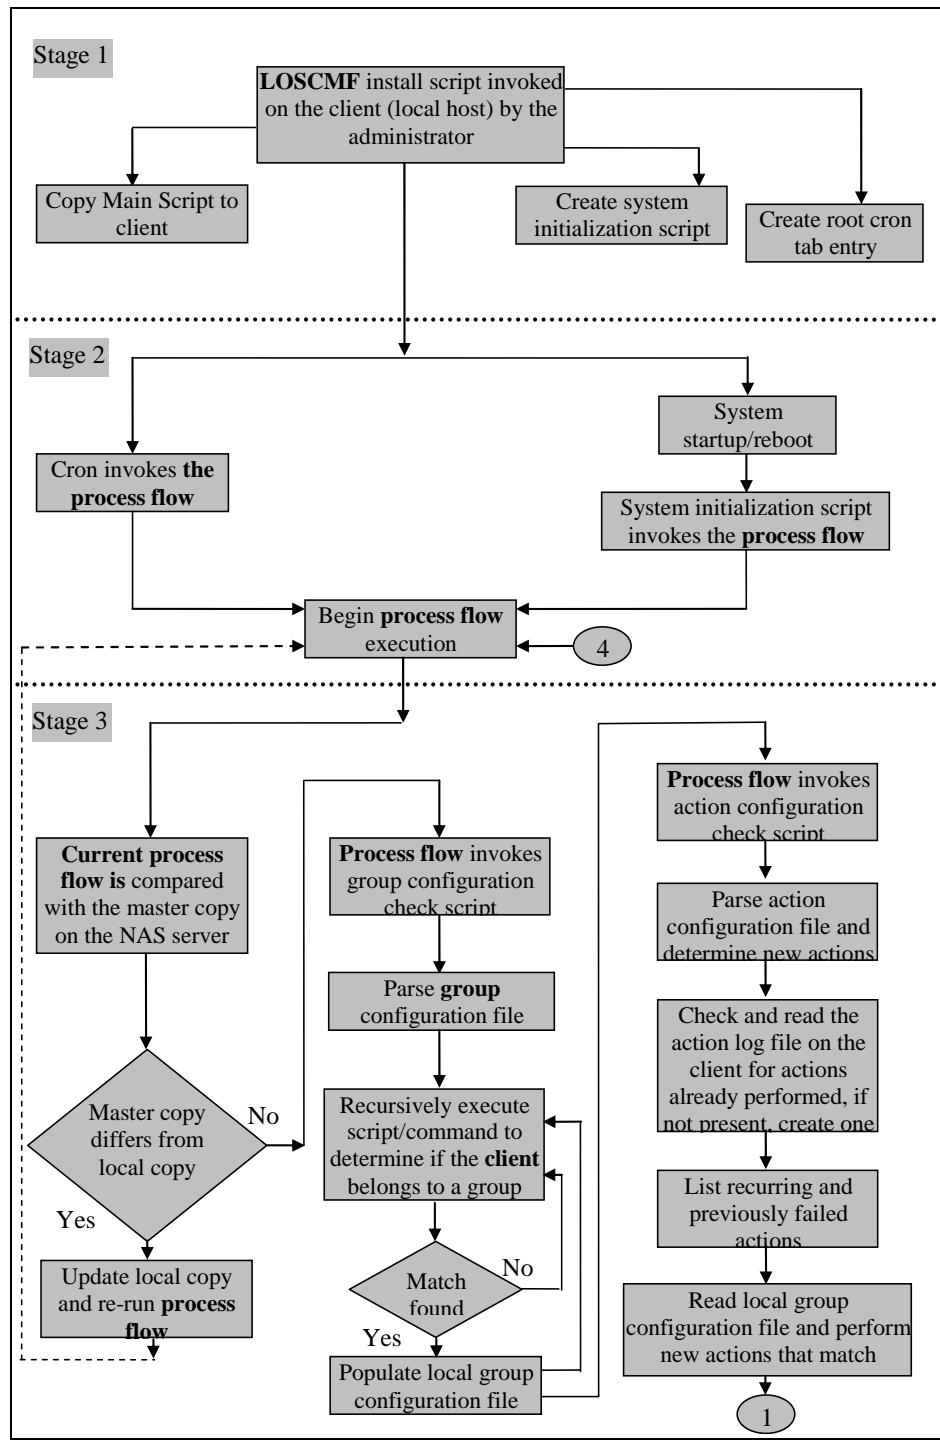 Stage 1
LOSCMF install script invoked
on the client (local host) by the
administrator
Copy Main Script to
client
Create system
initialization script
Create root cron
tab entry
Stage 2
System
startup/reboot
Cron invokes the
process flow
System initialization script
invokes the process flow
Begin process flow
execution
4
Stage 3
Current process
flow is compared
with the master copy
on the NAS server
Master copy
differs from
local copy
No
Yes
Update local copy
and re-run process
flow
Process flow invokes
group configuration
check script
Parse group
configuration file
Recursively execute
script/command to
determine if the client
belongs to a group
Match
found
No
Yes
Populate local group
configuration file
Process flow invokes
action configuration
check script
Parse action
configuration file and
determine new actions
Check and read the
action log file on the
client for actions
already performed, if
not present, create one
List recurring and
previously failed
actions
Read local group
configuration file and perform
new actions that match
1